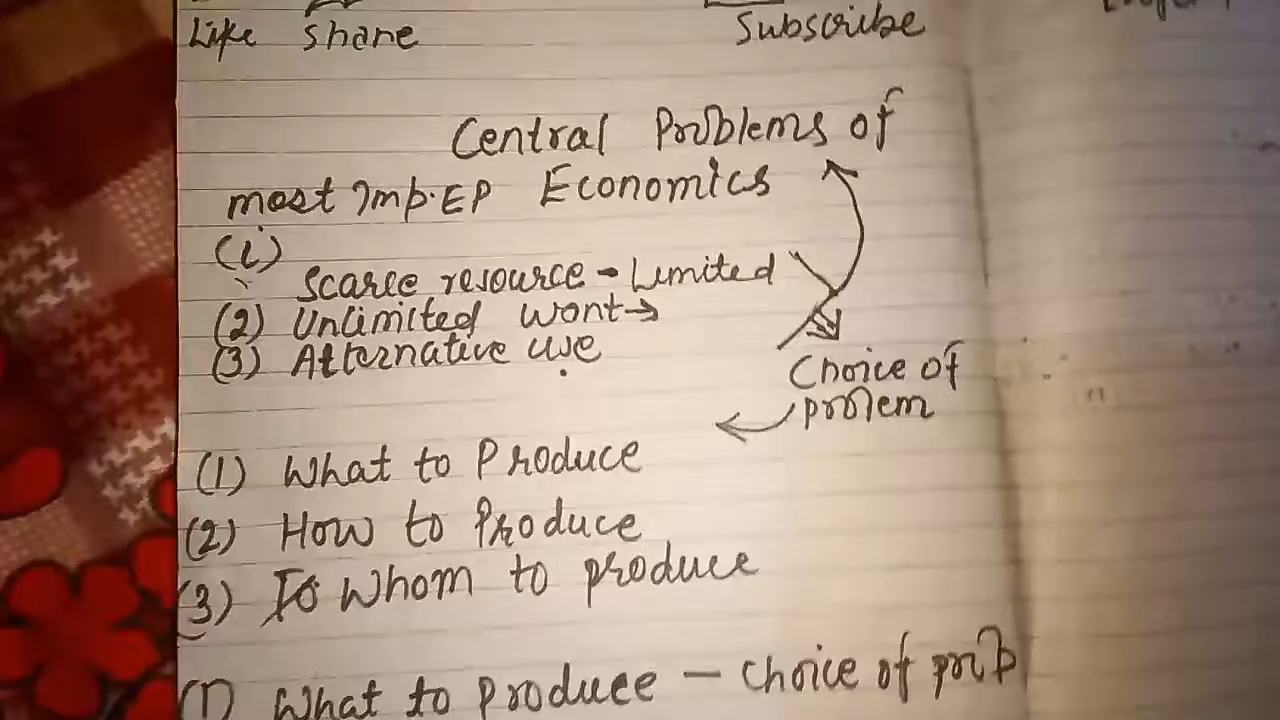 Like share Subscribe
Central Problems of
most Imp. EP Economics
(i)
Scarce resource - Limited
(2) Unlimited Want →
(3) Alternative use
Choice of
problem
(1) What to Produce
(2) How to Produce
(3) To Whom to produce
(1) What to Produce - Choice of prob